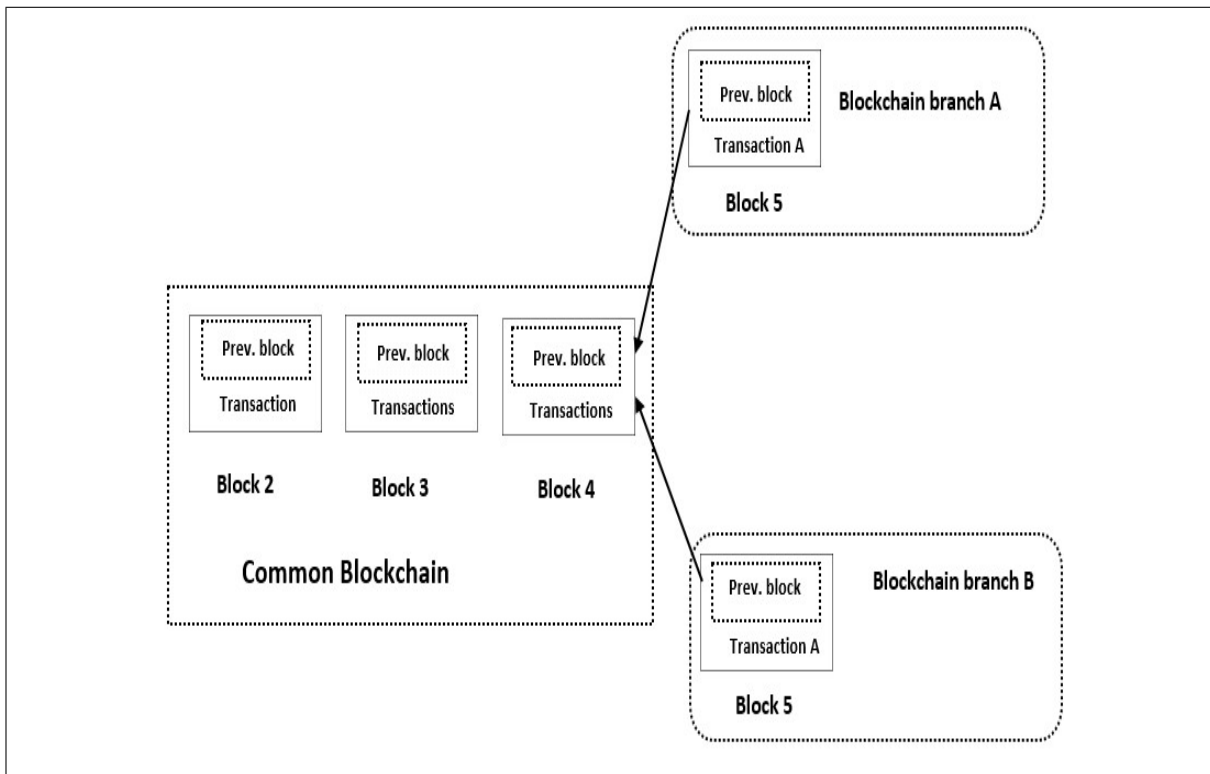 Prev. block
Transaction A
Block 5
Blockchain branch A
Prev. block
Transaction
Block 2
Prev. block
Transactions
Block 3
Prev. block
Transactions
Block 4
Common Blockchain
Prev. block
Transaction A
Block 5
Blockchain branch B